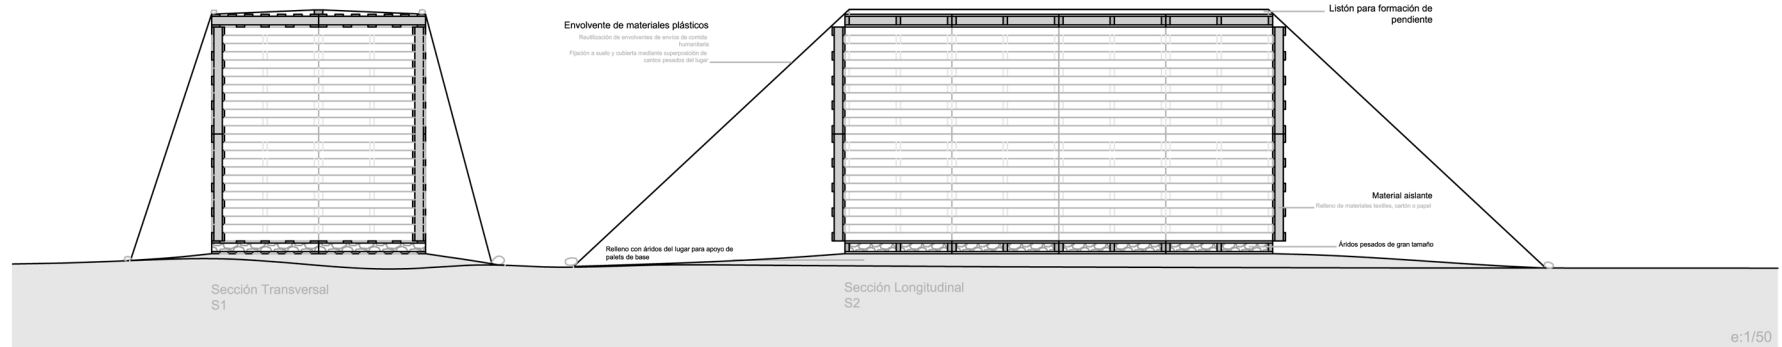 Envolvente de materiales plásticos
Reutilización de envolventes de envíos de comida
humanitaria
Fijación a suelo y cubierta mediante superposición de
cantos pesados del lugar
Listón para formación de
pendiente
Material aislante
Relleno de materiales textiles, cartón o papel
Áridos pesados de gran tamaño
Relleno con áridos del lugar para apoyo de
palets de base
Sección Transversal
S1
Sección Longitudinal
S2
e:1/50